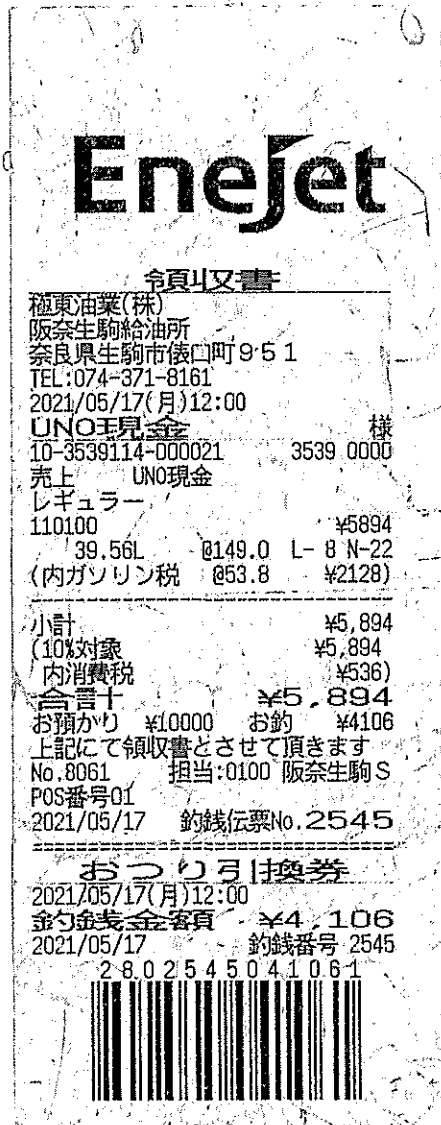 Enejet
領収書
極東油業(株)
阪奈生駒給油所
奈良県生駒市俵口町951
TEL:074-371-8161
2021/05/17(月)12:00
UNO現金 様
10-3539114-000021 3539 0000
売上 UNO現金
レギュラー
110100 ¥5894
39.56L @149.0 L- 8 N-22
(内ガソリン税 @53.8 ¥2128)
小計 ¥5,894
(10%対象 ¥5,894
内消費税 ¥536)
合計 ¥5,894
お預かり ¥10000 お釣 ¥4106
上記にて領収書とさせて頂きます
No.8061 担当:0100 阪奈生駒S
POS番号01
2021/05/17 釣銭伝票No.2545
おつり引換券
2021/05/17(月)12:00
釣銭金額 ¥4,106
2021/05/17 釣銭番号 2545
2802545041061